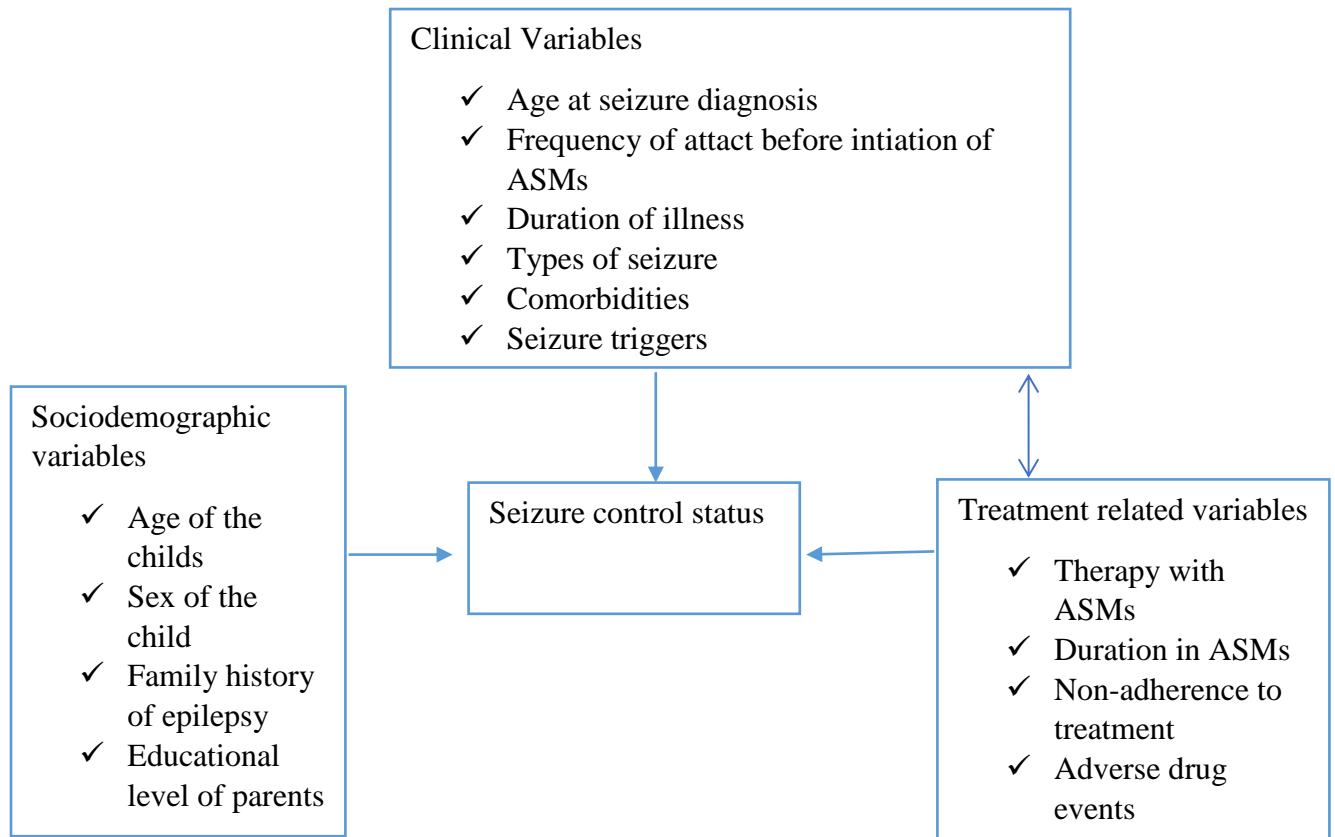 Clinical Variables
✓ Age at seizure diagnosis
✓ Frequency of attact before intiation of
ASMs
✓ Duration of illness
✓ Types of seizure
✓ Comorbidities
✓ Seizure triggers
Sociodemographic
variables
✓ Age of the
childs
✓ Sex of the
child
✓ Family history
of epilepsy
✓ Educational
level of parents
Seizure control status
Treatment related variables
✓ Therapy with
ASMs
✓ Duration in ASMs
✓ Non-adherence to
treatment
✓ Adverse drug
events